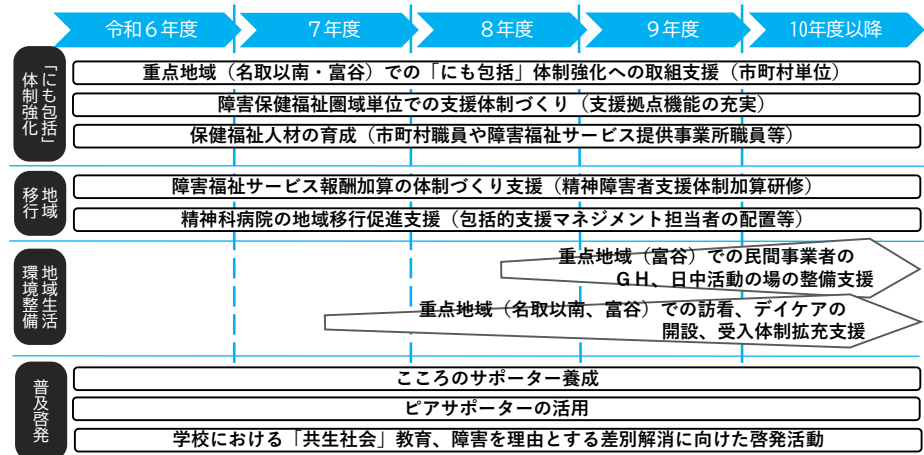 令和６年度
７年度
８年度
９年度
10年度以降
「にも包括」
体制強化
重点地域（名取以南・富谷）での「にも包括」体制強化への取組支援（市町村単位）
障害保健福祉圏域単位での支援体制づくり（支援拠点機能の充実）
保健福祉人材の育成（市町村職員や障害福祉サービス提供事業所職員等）
地域
移行
障害福祉サービス報酬加算の体制づくり支援（精神障害者支援体制加算研修）
精神科病院の地域移行促進支援（包括的支援マネジメント担当者の配置等）
地域生活
環境整備
重点地域（富谷）での民間事業者の
ＧＨ、日中活動の場の整備支援
重点地域（名取以南、富谷）での訪看、デイケアの
開設、受入体制拡充支援
普及啓発
こころのサポーター養成
ピアサポーターの活用
学校における「共生社会」教育、障害を理由とする差別解消に向けた啓発活動